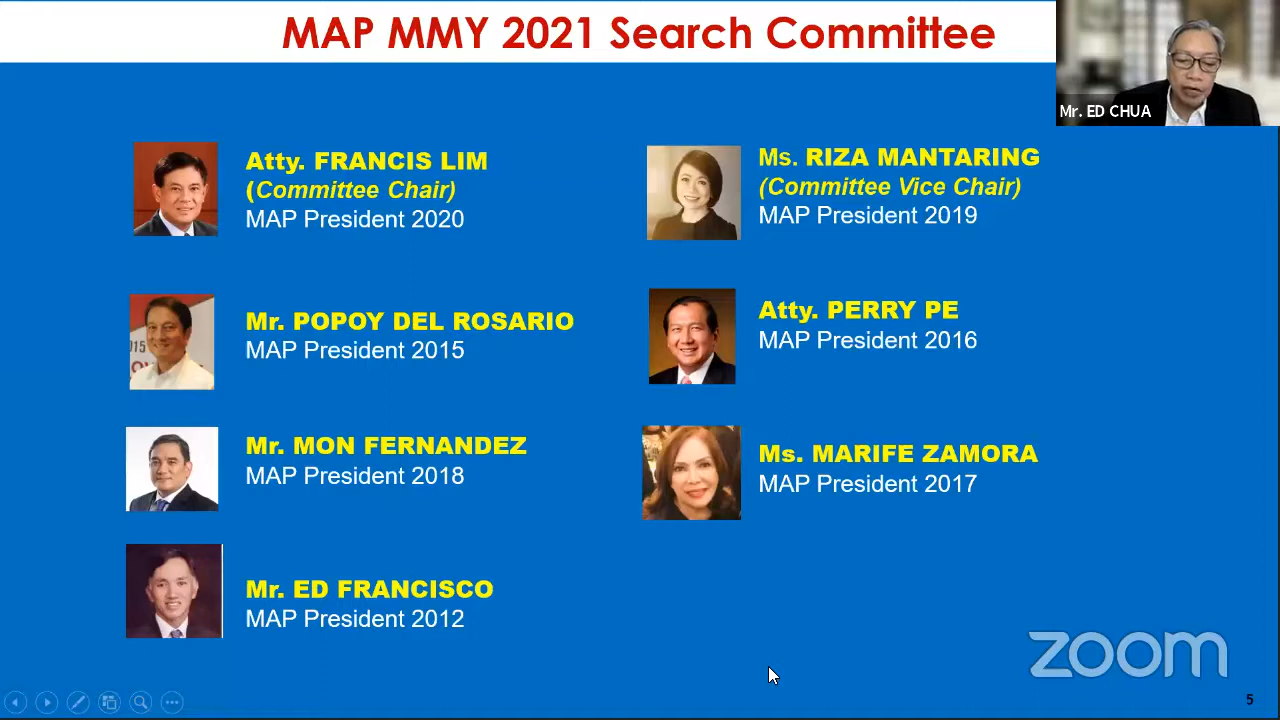 MAP MMY 2021 Search Committee
Mr. ED CHUA
Atty. FRANCIS LIM
(Committee Chair)
MAP President 2020
Ms. RIZA MANTARING
(Committee Vice Chair)
MAP President 2019
Mr. POPOY DEL ROSARIO
MAP President 2015
Atty. PERRY PE
MAP President 2016
Mr. MON FERNANDEZ
MAP President 2018
Ms. MARIFE ZAMORA
MAP President 2017
Mr. ED FRANCISCO
MAP President 2012
zoom
5